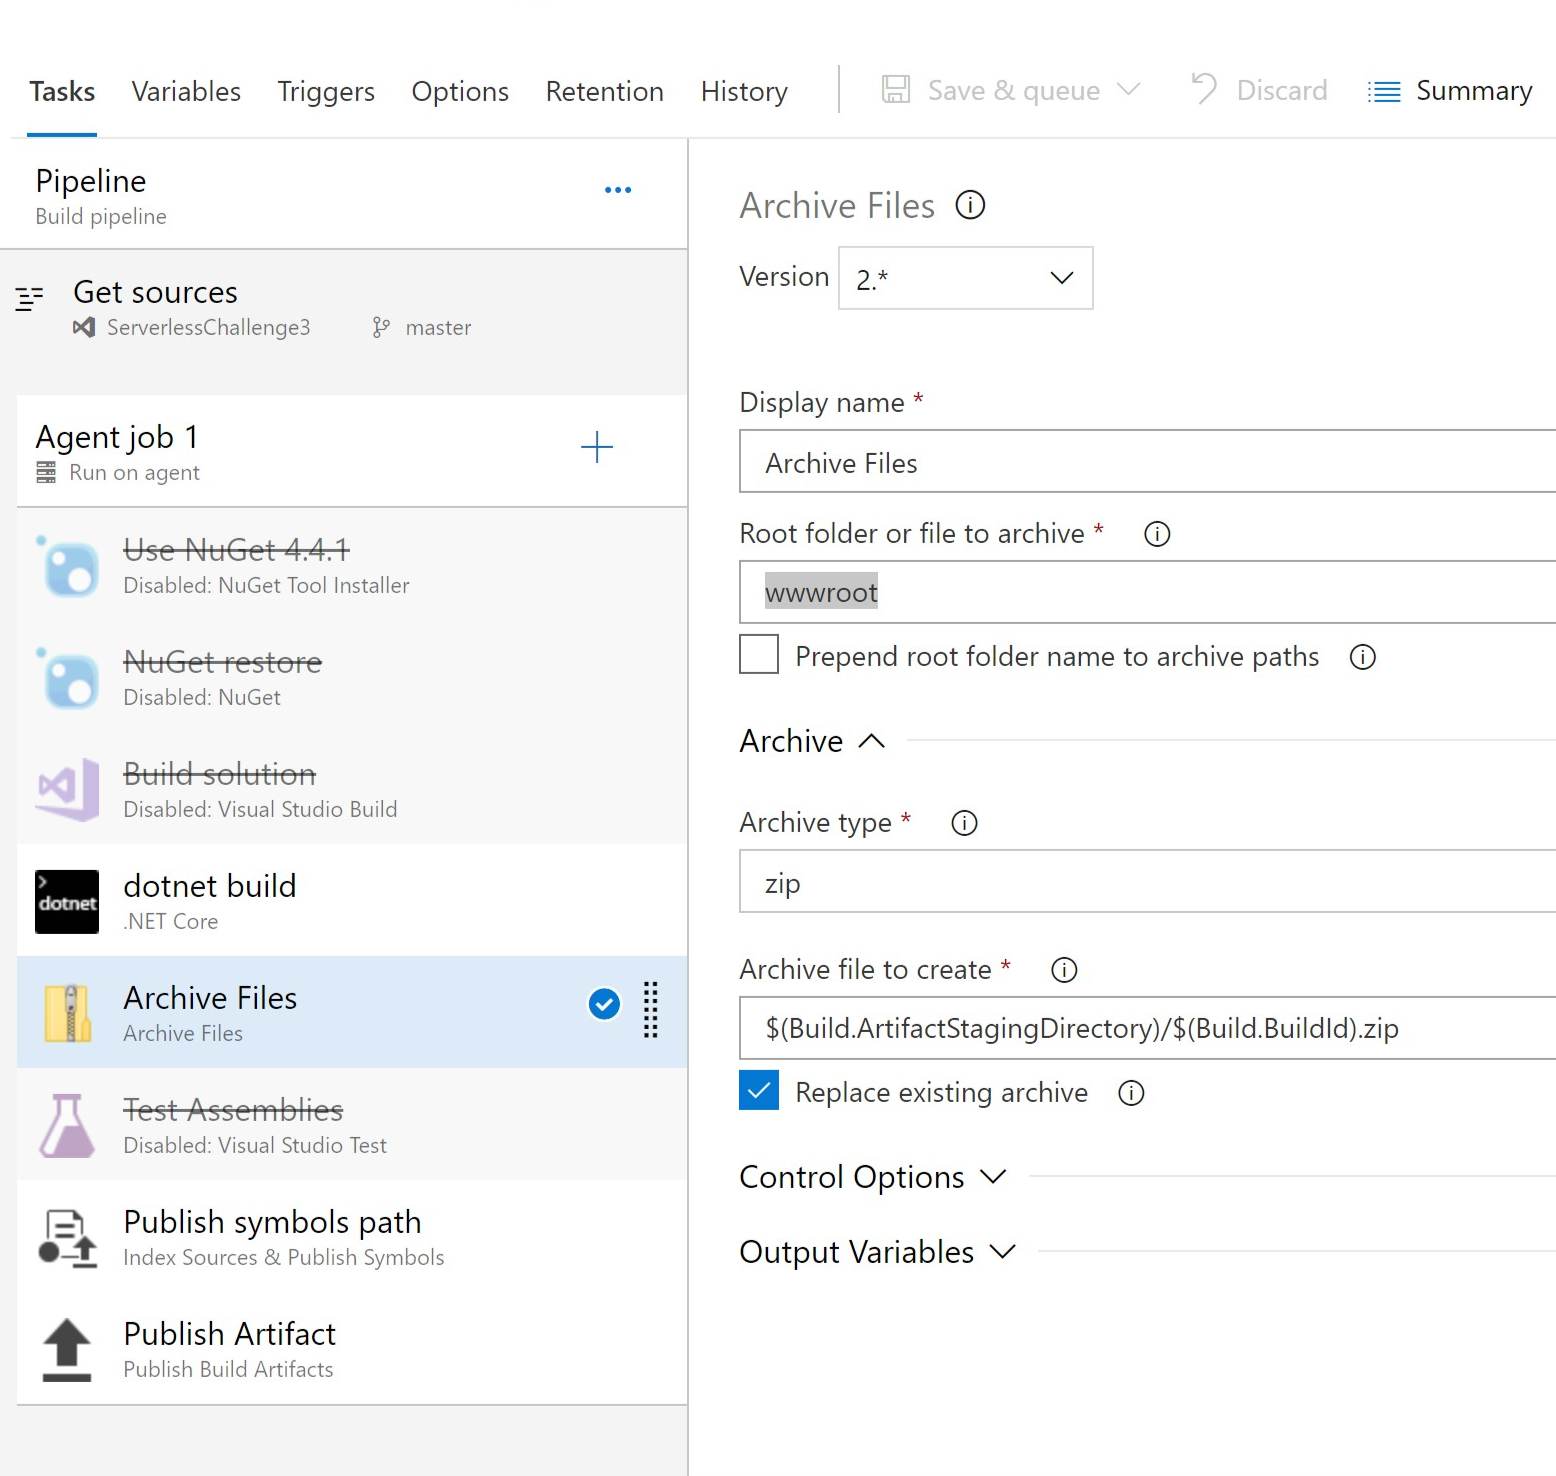 Tasks Variables Triggers Options Retention History Save & queue Discard Summary
Pipeline
Build pipeline
Get sources
ServerlessChallenge3 master
Agent job 1
Run on agent
Use NuGet 4.4.1
Disabled: NuGet Tool Installer
NuGet restore
Disabled: NuGet
Build solution
Disabled: Visual Studio Build
dotnet
dotnet build
.NET Core
Archive Files
Archive Files
Test Assemblies
Disabled: Visual Studio Test
Publish symbols path
Index Sources & Publish Symbols
Publish Artifact
Publish Build Artifacts
Archive Files
Version 2.*
Display name *
Archive Files
Root folder or file to archive *
wwwroot
Prepend root folder name to archive paths
Archive
Archive type *
zip
Archive file to create *
$(Build.ArtifactStagingDirectory)/$(Build.BuildId).zip
Replace existing archive
Control Options
Output Variables